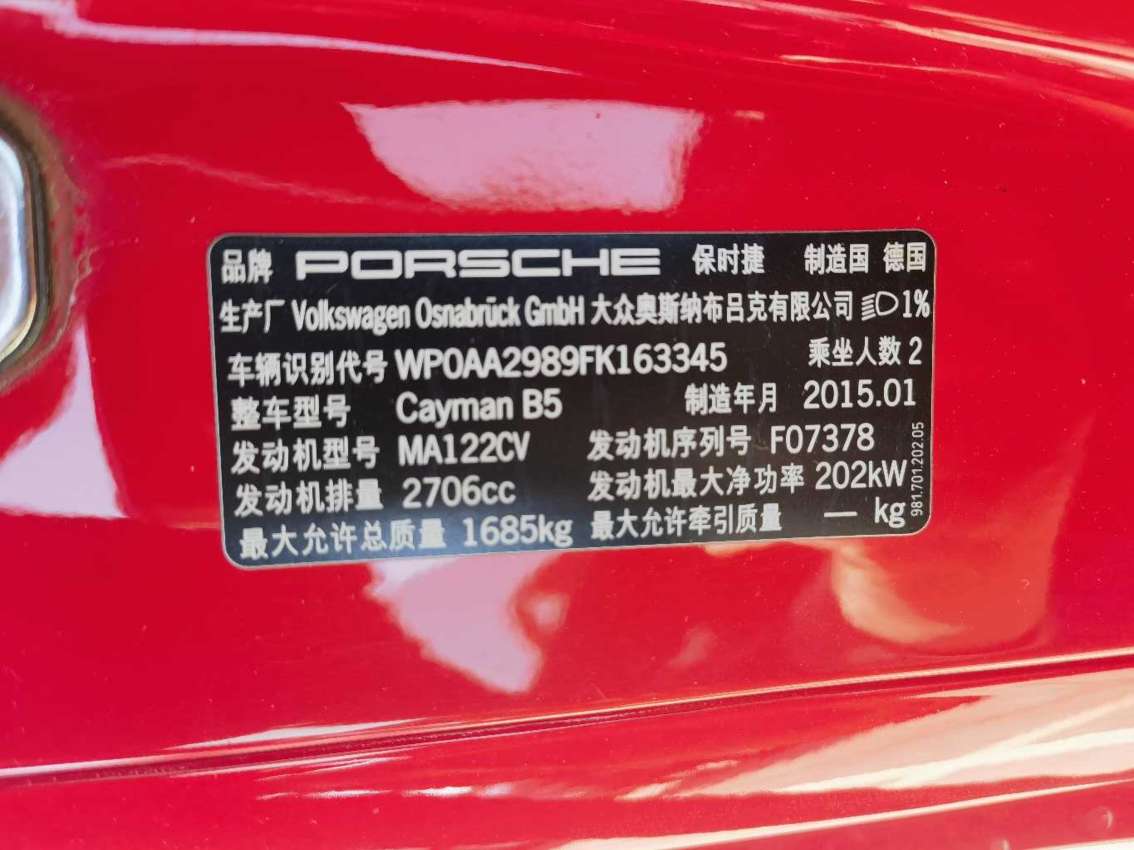 品牌 PORSCHE 保时捷 制造国 德国
生产厂 Volkswagen Osnabrück GmbH 大众奥斯纳布吕克有限公司 1%
车辆识别代号 WP0AA2989FK163345 乘坐人数 2
整车型号 Cayman B5 制造年月 2015.01
发动机型号 MA122CV 发动机序列号 F07378
发动机排量 2706cc 发动机最大净功率 202kW
最大允许总质量 1685kg 最大允许牵引质量 — kg
981.701.202.05